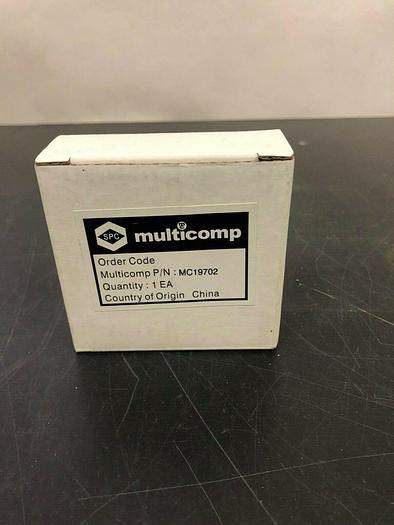 SPC multicomp
Order Code
Multicomp P/N : MC19702
Quantity : 1 EA
Country of Origin China